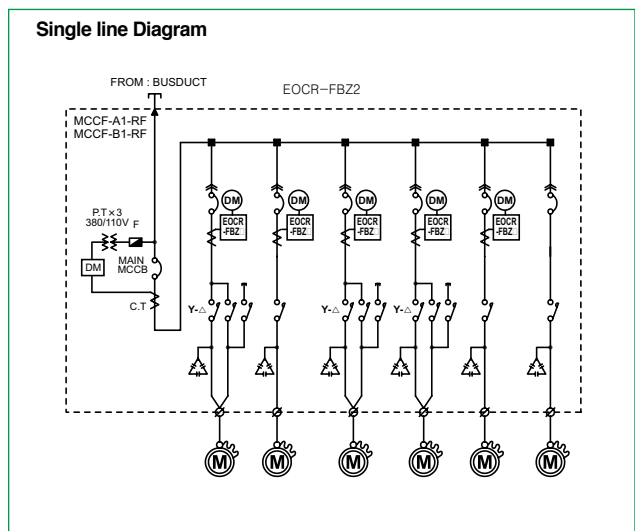 Single line Diagram
FROM : BUSDUCT
EOCR-FBZ2
MCCF-A1-RF
MCCF-B1-RF
P.T×3
380/110V F
DM
MAIN
MCCB
C.T
DM
EOCR
-FBZ□
DM
EOCR
-FBZ□
DM
EOCR
-FBZ□
DM
EOCR
-FBZ□
DM
EOCR
-FBZ□
Y-△
Y-△
Y-△
M
M
M
M
M
M